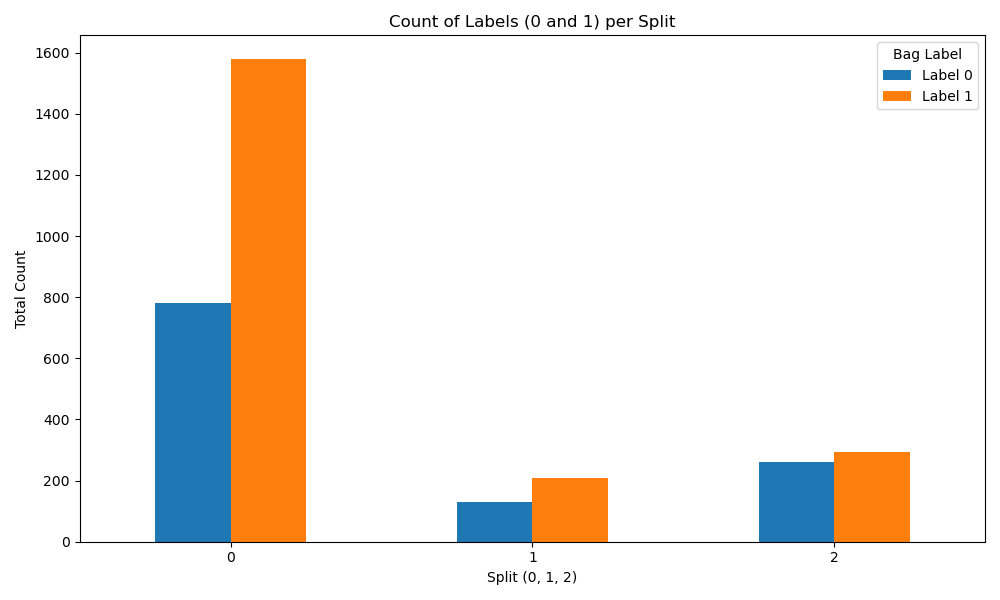 Count of Labels (0 and 1) per Split
Bag Label
Label 0
Label 1
Total Count
1600
1400
1200
1000
800
600
400
200
0
0 1 2
Split (0, 1, 2)